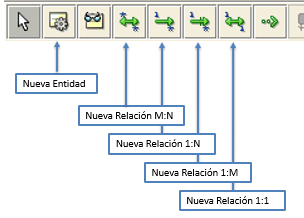 Nueva Entidad
Nueva Relación M:N
Nueva Relación 1:N
Nueva Relación 1:M
Nueva Relación 1:1